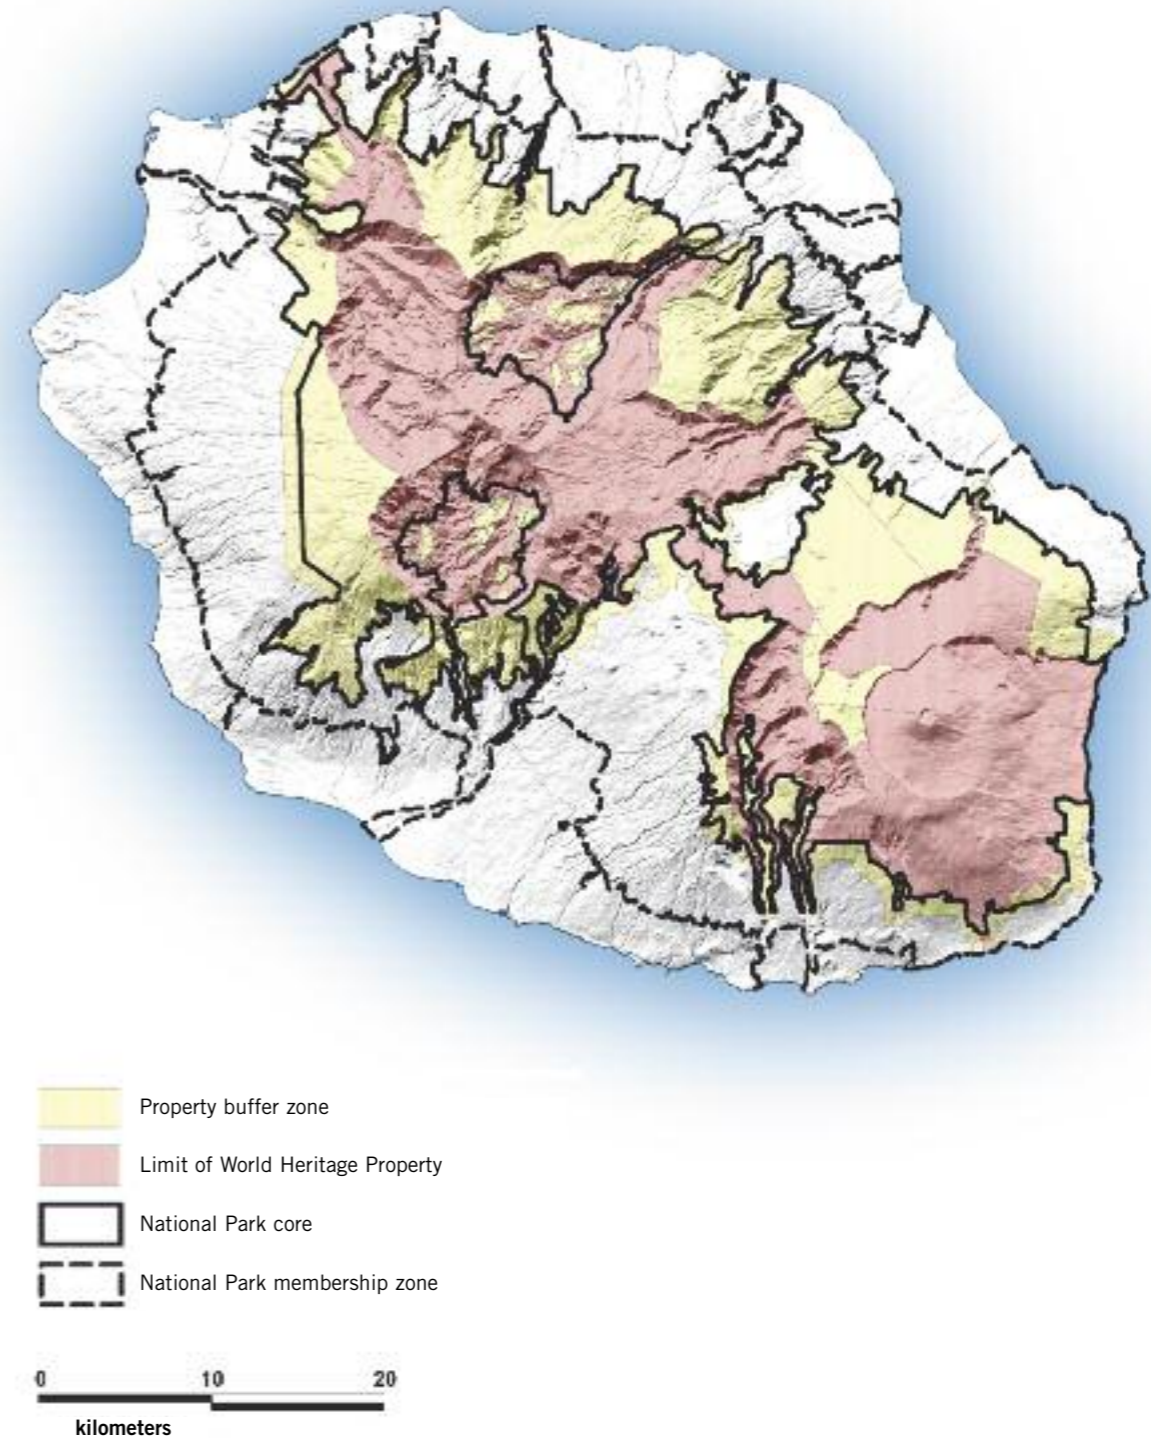 Property buffer zone
Limit of World Heritage Property
National Park core
National Park membership zone
0 10 20
kilometers